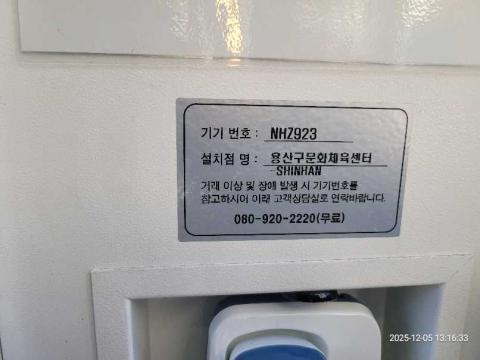 기기 번호 : NHZ923
설치점 명 : 용산구문화체육센터
SHINHAN
거래 이상 및 장애 발생 시 기기번호를
참고하시어 아래 고객상담실로 연락바랍니다.
080-920-2220(무료)
2025-12-05 13:16:33